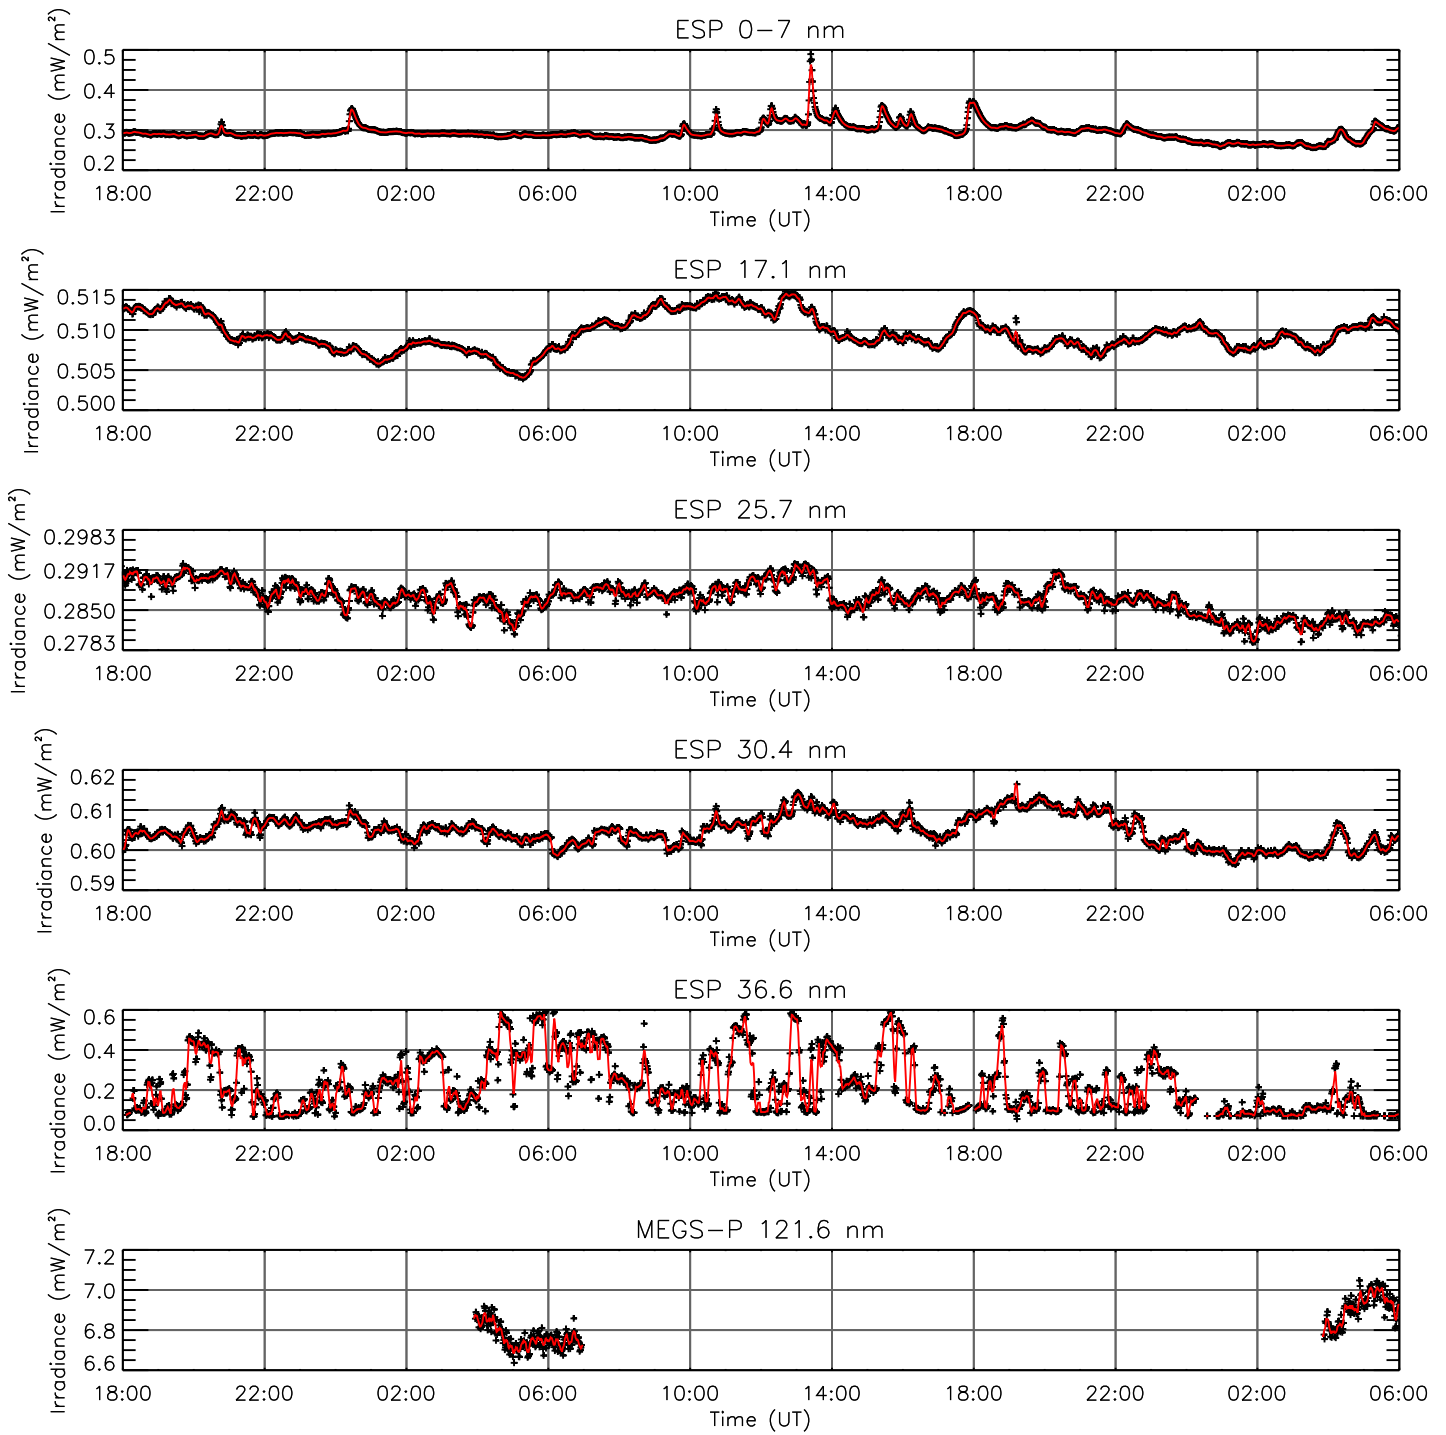 ESP 0−7 nm
Irradiance (mW/m²)
0.5
0.4
0.3
0.2
18:00 22:00 02:00 06:00 10:00 14:00 18:00 22:00 02:00 06:00
Time (UT)
ESP 17.1 nm
Irradiance (mW/m²)
0.515
0.510
0.505
0.500
18:00 22:00 02:00 06:00 10:00 14:00 18:00 22:00 02:00 06:00
Time (UT)
ESP 25.7 nm
Irradiance (mW/m²)
0.2983
0.2917
0.2850
0.2783
18:00 22:00 02:00 06:00 10:00 14:00 18:00 22:00 02:00 06:00
Time (UT)
ESP 30.4 nm
Irradiance (mW/m²)
0.62
0.61
0.60
0.59
18:00 22:00 02:00 06:00 10:00 14:00 18:00 22:00 02:00 06:00
Time (UT)
ESP 36.6 nm
Irradiance (mW/m²)
0.6
0.4
0.2
0.0
18:00 22:00 02:00 06:00 10:00 14:00 18:00 22:00 02:00 06:00
Time (UT)
MEGS−P 121.6 nm
Irradiance (mW/m²)
7.2
7.0
6.8
6.6
18:00 22:00 02:00 06:00 10:00 14:00 18:00 22:00 02:00 06:00
Time (UT)